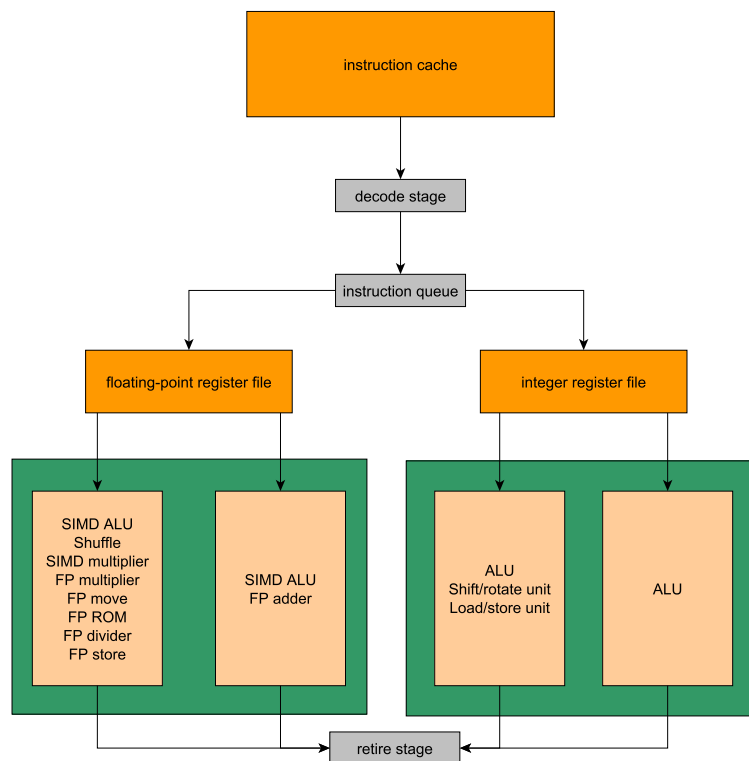 instruction cache
decode stage
instruction queue
floating-point register file
integer register file
SIMD ALU
Shuffle
SIMD multiplier
FP multiplier
FP move
FP ROM
FP divider
FP store
SIMD ALU
FP adder
ALU
Shift/rotate unit
Load/store unit
ALU
retire stage